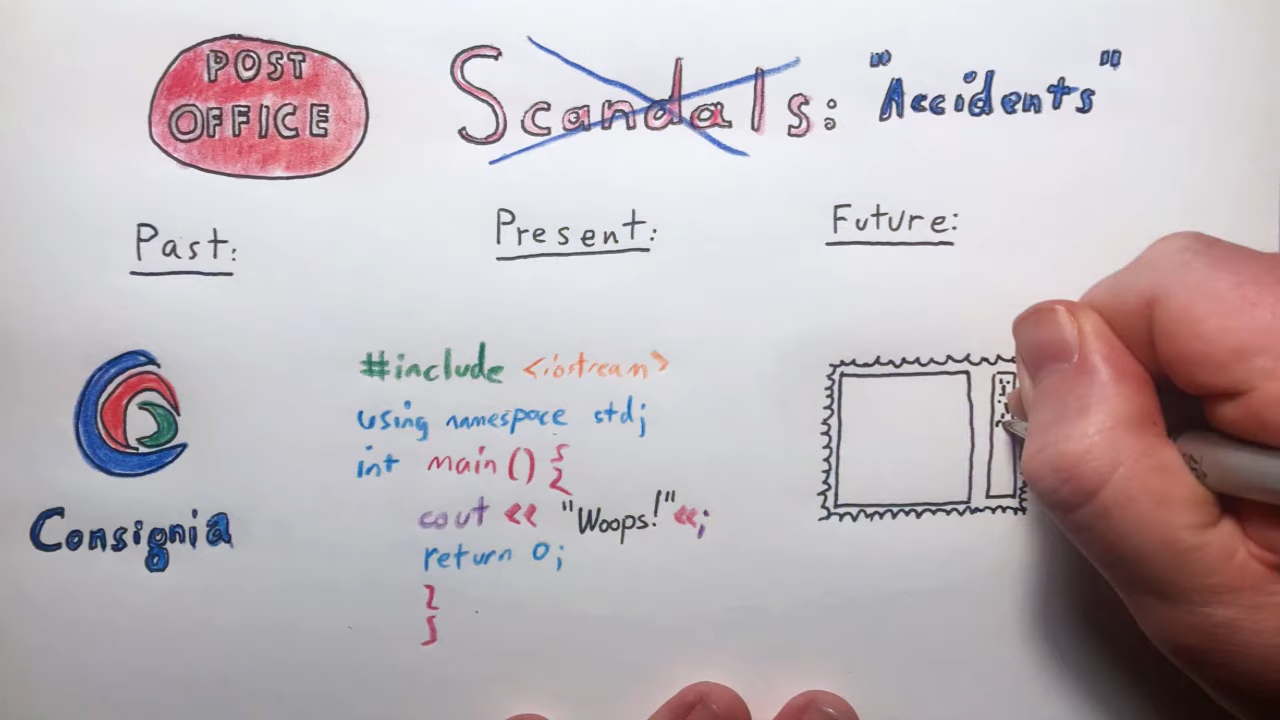 POST
OFFICE
Scandals: "Accidents"
Past:
Present:
Future:
Consignia
#include <iostream>
using namespace std;
int main() {
cout << "Woops!"<<;
return 0;
}